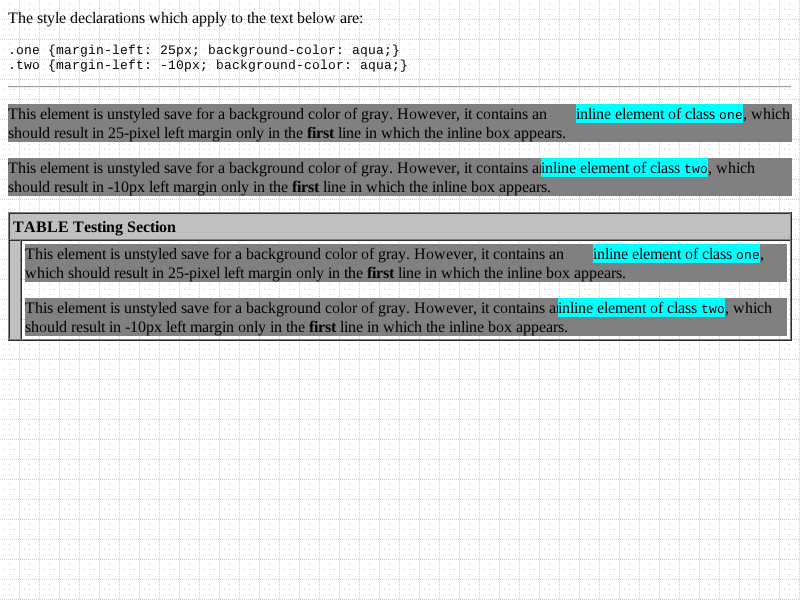 The style declarations which apply to the text below are:
.one {margin-left: 25px; background-color: aqua;}
.two {margin-left: -10px; background-color: aqua;}
This element is unstyled save for a background color of gray. However, it contains an inline element of class one, which
should result in 25-pixel left margin only in the first line in which the inline box appears.
This element is unstyled save for a background color of gray. However, it contains a inline element of class two, which
should result in -10px left margin only in the first line in which the inline box appears.
TABLE Testing Section
This element is unstyled save for a background color of gray. However, it contains an inline element of class one,
which should result in 25-pixel left margin only in the first line in which the inline box appears.
This element is unstyled save for a background color of gray. However, it contains a inline element of class two, which
should result in -10px left margin only in the first line in which the inline box appears.